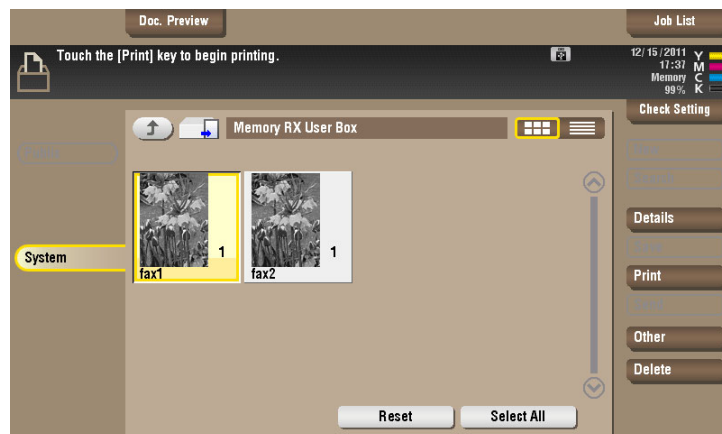 Doc. Preview
Job List
Touch the [Print] key to begin printing.
12/15/2011
17:37
Memory
99%
Y
M
C
K
Check Setting
Memory RX User Box
System
1
fax1
1
fax2
Details
Print
Other
Delete
Reset
Select All